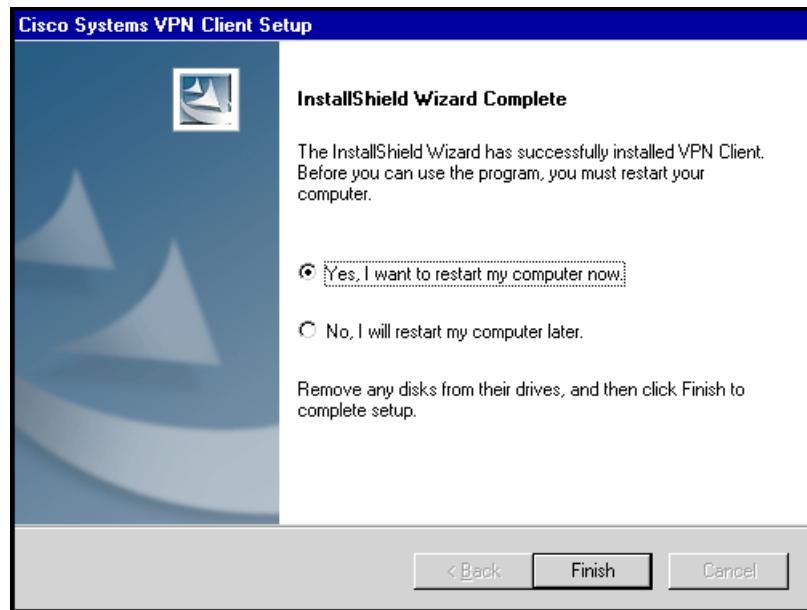 Cisco Systems VPN Client Setup
InstallShield Wizard Complete
The InstallShield Wizard has successfully installed VPN Client.
Before you can use the program, you must restart your
computer.
Yes, I want to restart my computer now.
No, I will restart my computer later.
Remove any disks from their drives, and then click Finish to
complete setup.
< Back
Finish
Cancel